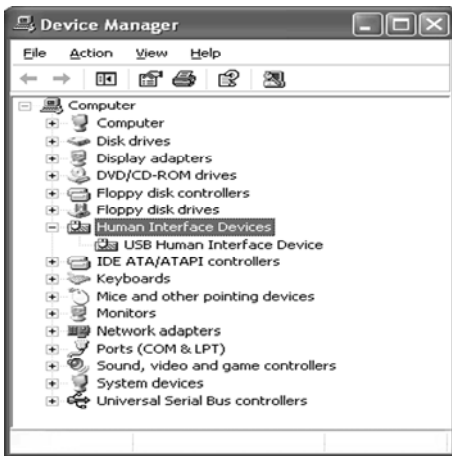 Device Manager
File Action View Help
Computer
Computer
Disk drives
Display adapters
DVD/CD-ROM drives
Floppy disk controllers
Floppy disk drives
Human Interface Devices
USB Human Interface Device
IDE ATA/ATAPI controllers
Keyboards
Mice and other pointing devices
Monitors
Network adapters
Ports (COM & LPT)
Sound, video and game controllers
System devices
Universal Serial Bus controllers